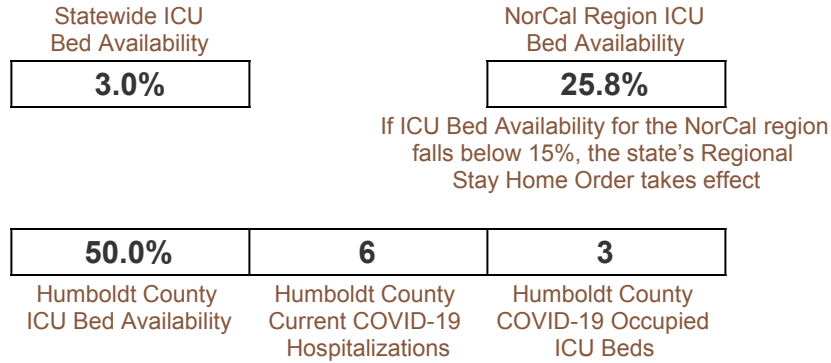 Statewide ICU
Bed Availability
3.0%
NorCal Region ICU
Bed Availability
25.8%
If ICU Bed Availability for the NorCal region
falls below 15%, the state's Regional
Stay Home Order takes effect
50.0%
Humboldt County
ICU Bed Availability
6
Humboldt County
Current COVID-19
Hospitalizations
3
Humboldt County
COVID-19 Occupied
ICU Beds